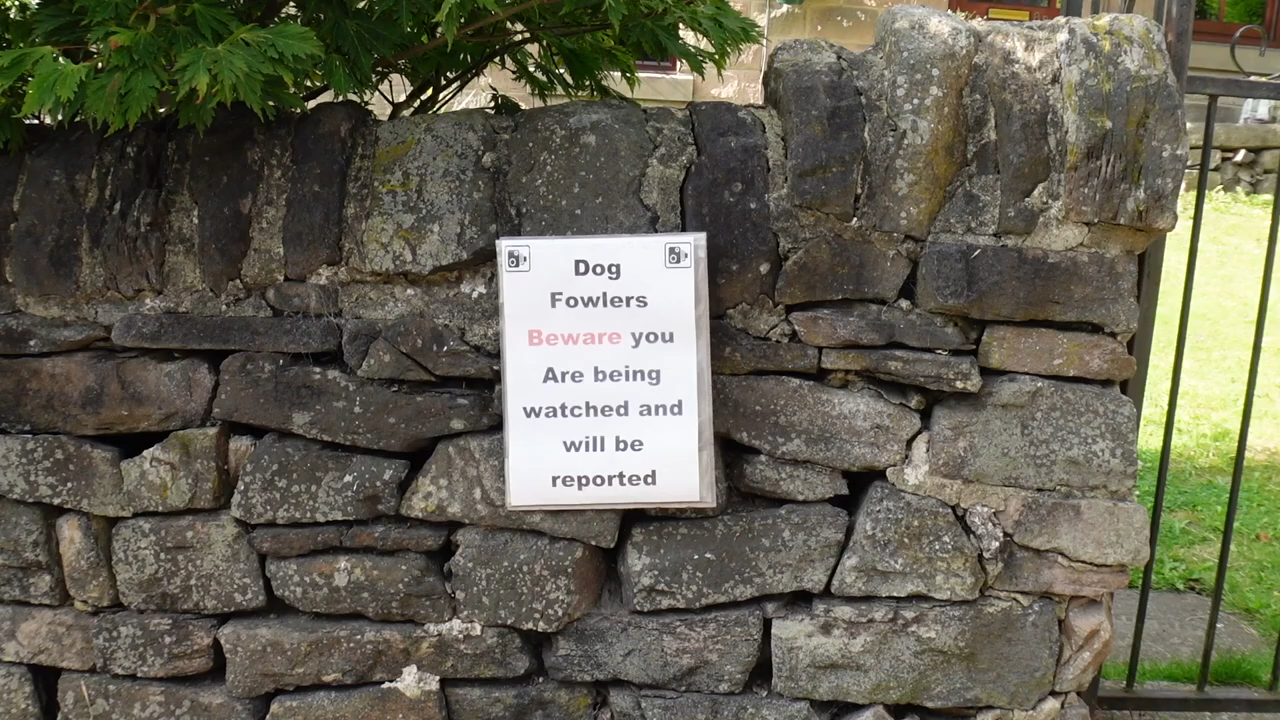 Dog
Fowlers
Beware you
Are being
watched and
will be
reported